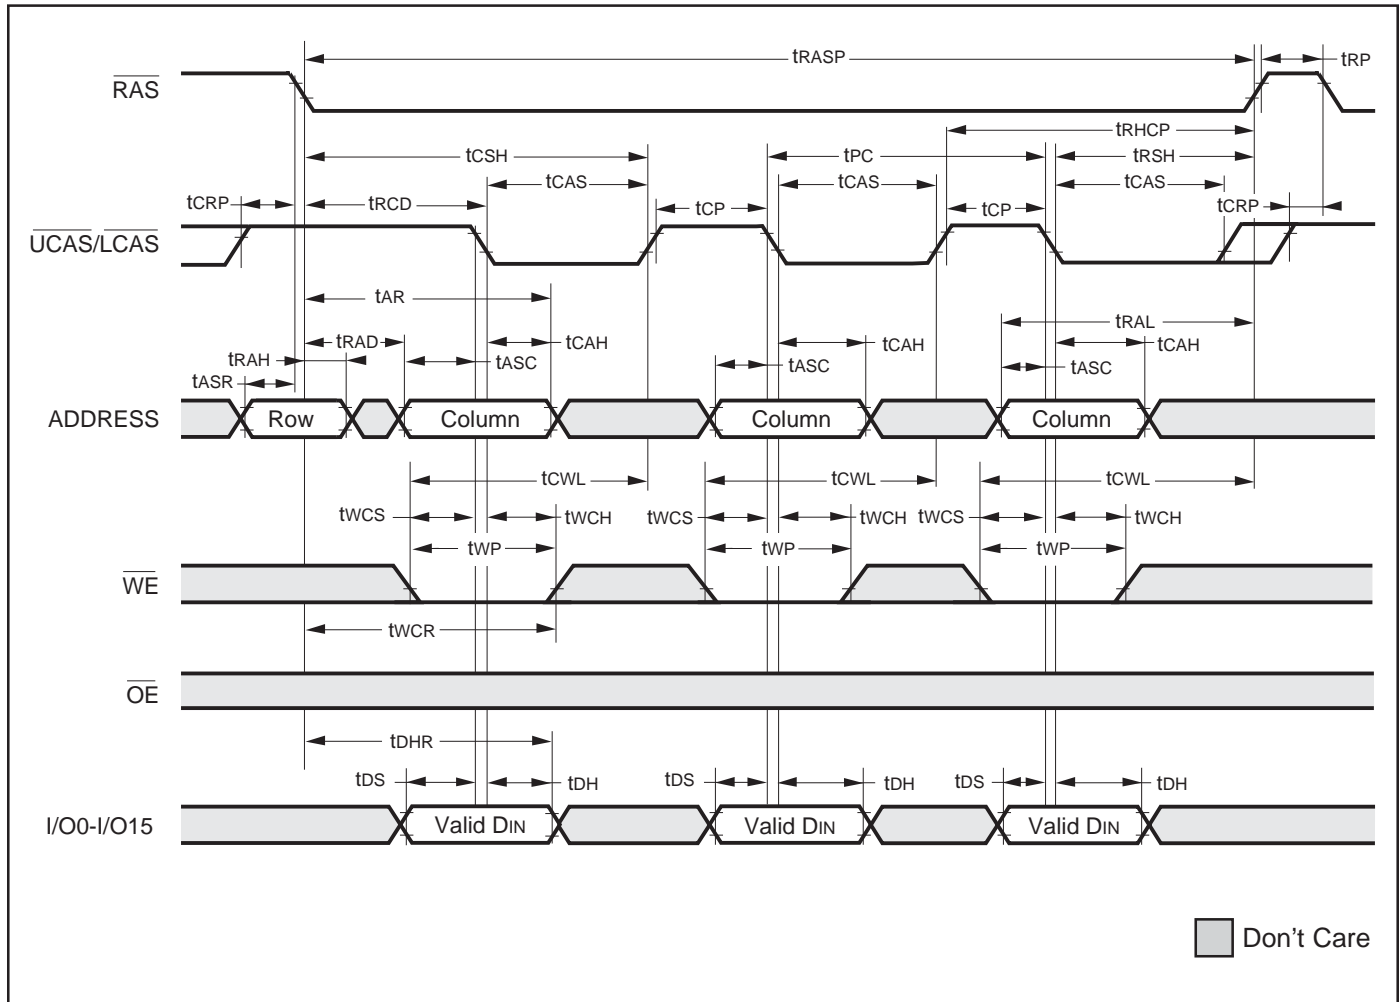 tRASP
tRP
RAS
tRHCP
tCSH
tPC
tRSH
tCAS
tCAS
tCAS
tCRP
tRCD
tCP
tCP
tCRP
UCAS/LCAS
tAR
tRAL
tRAD
tRAH
tCAH
tCAH
tCAH
tASR
tASC
tASC
tASC
ADDRESS
Row
Column
Column
Column
tCWL
tCWL
tCWL
tWCS
tWCH
tWCS
tWCH
tWCS
tWCH
tWP
tWP
tWP
WE
tWCR
OE
tDHR
tDS
tDH
tDS
tDH
tDS
tDH
I/O0-I/O15
Valid DIN
Valid DIN
Valid DIN
Don't Care